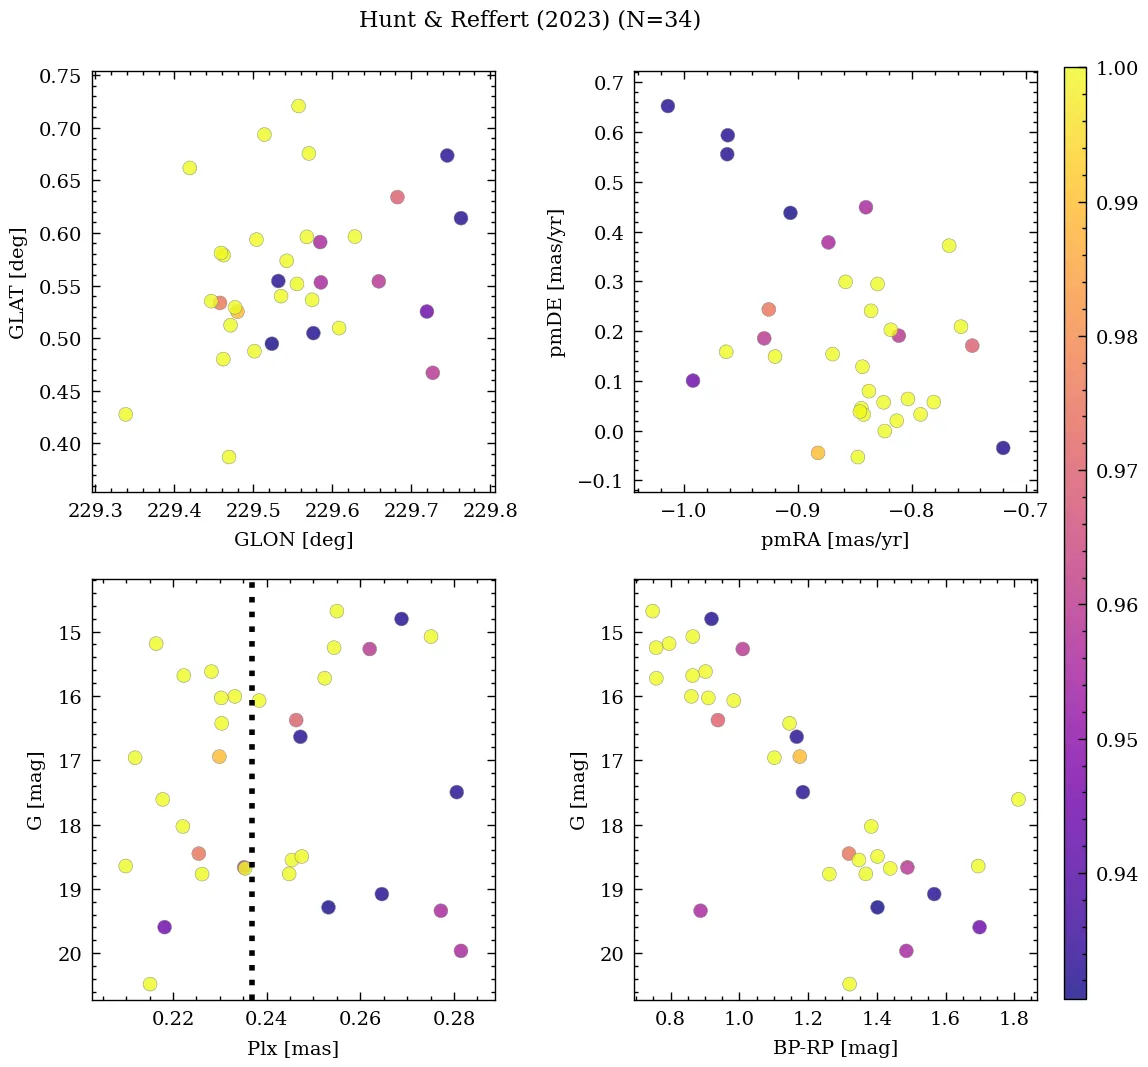 Hunt & Reffert (2023) (N=34)
0.75
0.70
0.65
0.60
0.55
0.50
0.45
0.40
GLAT [deg]
229.3 229.4 229.5 229.6 229.7 229.8
GLON [deg]
0.7
0.6
0.5
0.4
0.3
0.2
0.1
0.0
−0.1
pmDE [mas/yr]
−1.0 −0.9 −0.8 −0.7
pmRA [mas/yr]
15
16
17
18
19
20
G [mag]
0.22 0.24 0.26 0.28
Plx [mas]
15
16
17
18
19
20
G [mag]
0.8 1.0 1.2 1.4 1.6 1.8
BP-RP [mag]
1.00
0.99
0.98
0.97
0.96
0.95
0.94